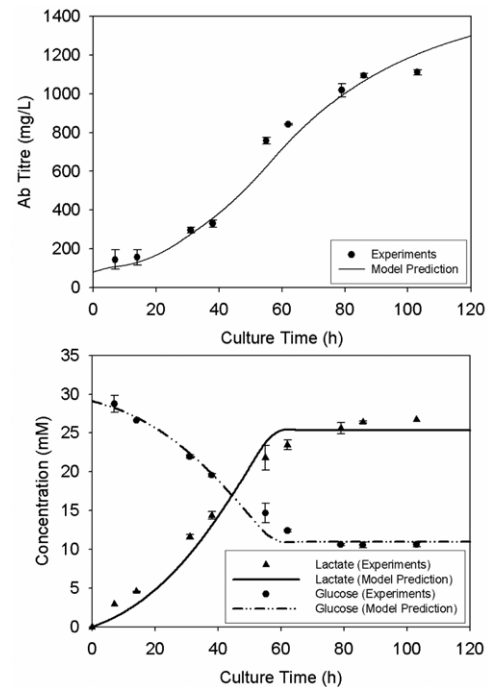 1400
1200
1000
800
600
400
200
0
Ab Titre (mg/L)
Experiments
Model Prediction
0 20 40 60 80 100 120
Culture Time (h)
35
30
25
20
15
10
5
0
Concentration (mM)
Lactate (Experiments)
Lactate (Model Prediction)
Glucose (Experiments)
Glucose (Model Prediction)
0 20 40 60 80 100 120
Culture Time (h)